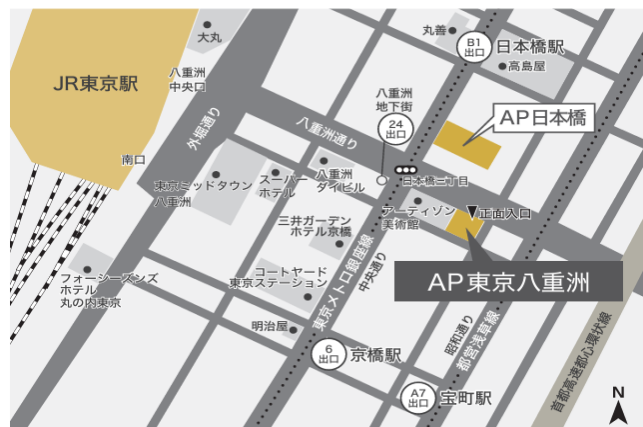 大丸
丸善
B1
出口
日本橋駅
高島屋
JR東京駅
八重洲
中央口
八重洲
地下街
24
出口
AP日本橋
外堀通り
八重洲通り
南口
東京ミッドタウン
八重洲
スーパー
ホテル
八重洲
ダイビル
日本橋三丁目
アーティゾン
美術館
正面入口
三井ガーデン
ホテル京橋
AP東京八重洲
フォーシーズンズ
ホテル
丸の内東京
コートヤード
東京ステーション
東京メトロ銀座線
中央通り
明治屋
6
出口
京橋駅
昭和通り
都営浅草線
首都高速都心環状線
A7
出口
宝町駅
N